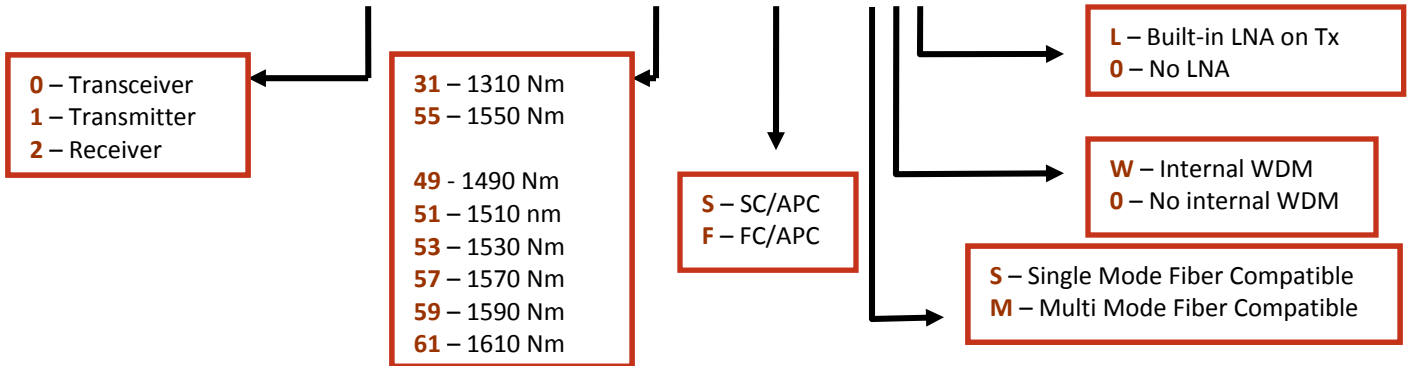 0 – Transceiver
1 – Transmitter
2 – Receiver
31 – 1310 Nm
55 – 1550 Nm
49 - 1490 Nm
51 – 1510 nm
53 – 1530 Nm
57 – 1570 Nm
59 – 1590 Nm
61 – 1610 Nm
S – SC/APC
F – FC/APC
L – Built-in LNA on Tx
0 – No LNA
W – Internal WDM
0 – No internal WDM
S – Single Mode Fiber Compatible
M – Multi Mode Fiber Compatible